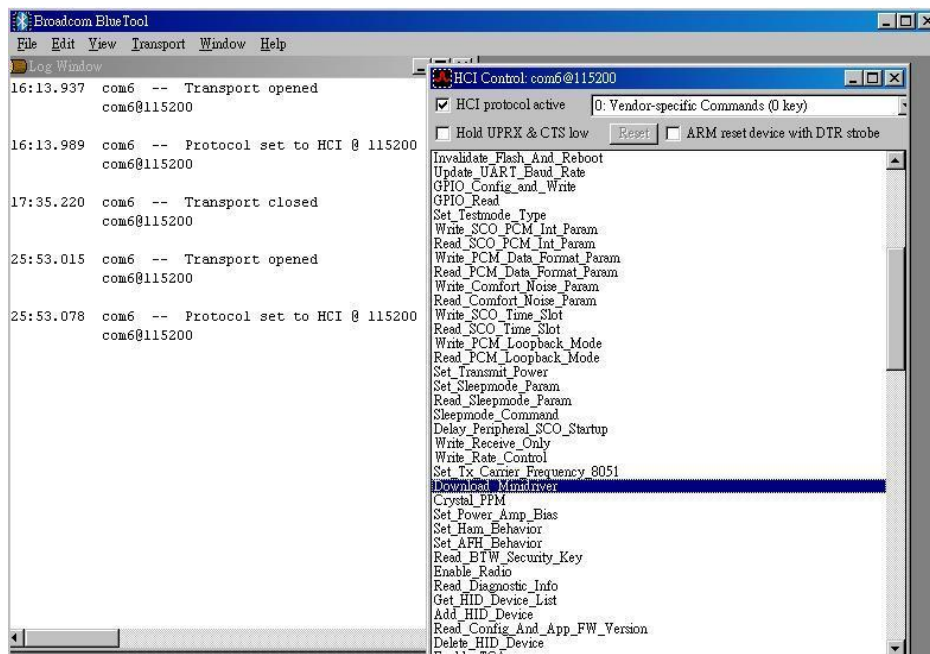 Broadcom BlueTool
File Edit View Transport Window Help
Log Window
16:13.937 com6 -- Transport opened
com6@115200
16:13.989 com6 -- Protocol set to HCI @ 115200
com6@115200
17:35.220 com6 -- Transport closed
com6@115200
25:53.015 com6 -- Transport opened
com6@115200
25:53.078 com6 -- Protocol set to HCI @ 115200
com6@115200
HCI Control: com6@115200
HCI protocol active 0: Vendor-specific Commands (0 key)
Hold UPRX & CTS low Reset ARM reset device with DTR strobe
Invalidate_Flash_And_Reboot
Update_UART_Baud_Rate
GPIO_Config_and_Write
GPIO_Read
Set_Testmode_Type
Write_SCO_PCM_Int_Param
Read_SCO_PCM_Int_Param
Write_PCM_Data_Format_Param
Read_PCM_Data_Format_Param
Write_Comfort_Noise_Param
Read_Comfort_Noise_Param
Write_SCO_Time_Slot
Read_SCO_Time_Slot
Write_PCM_Loopback_Mode
Read_PCM_Loopback_Mode
Set_Transmit_Power
Set_Sleepmode_Param
Read_Sleepmode_Param
Sleepmode_Command
Delay_Peripheral_SCO_Startup
Write_Receive_Only
Write_Rate_Control
Set_Tx_Carrier_Frequency_8051
Download_Minidriver
Crystal_PPM
Set_Power_Amp_Bias
Set_Ham_Behavior
Set_AFH_Behavior
Read_BTW_Security_Key
Enable_Radio
Read_Diagnostic_Info
Get_HID_Device_List
Add_HID_Device
Read_Config_And_App_FW_Version
Delete_HID_Device